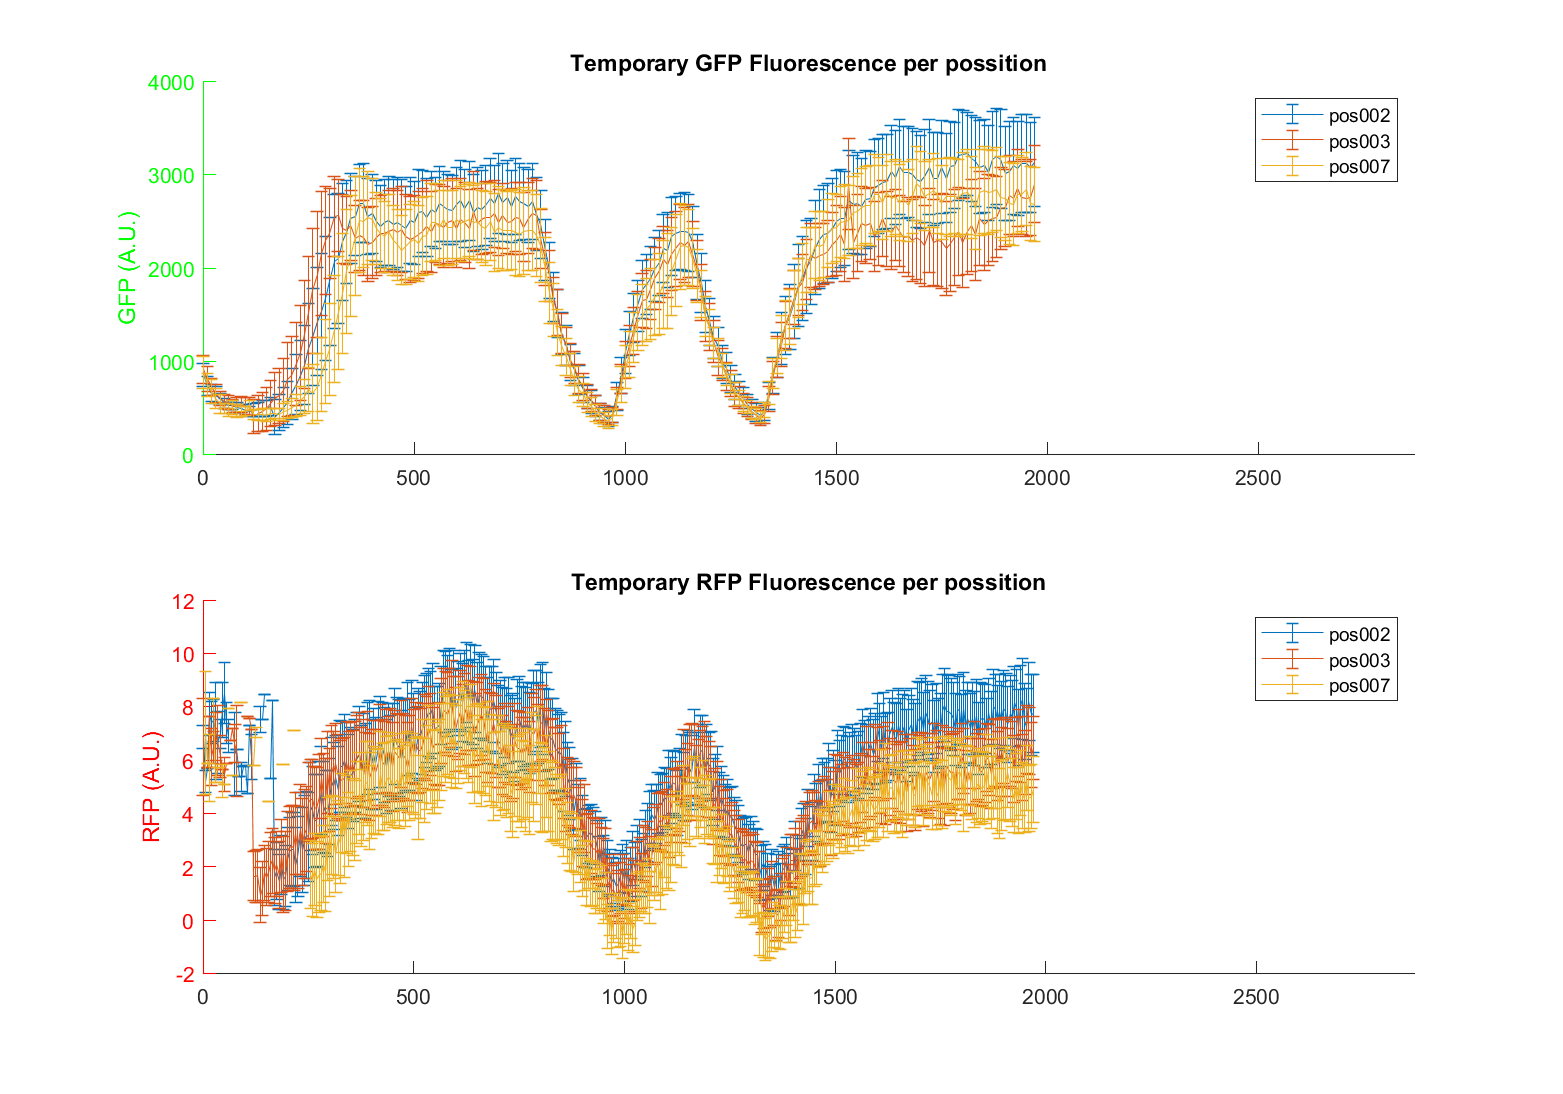 Temporary GFP Fluorescence per possition
GFP (A.U.)
4000
3000
2000
1000
0
0 500 1000 1500 2000 2500
pos002
pos003
pos007
Temporary RFP Fluorescence per possition
RFP (A.U.)
12
10
8
6
4
2
0
-2
0 500 1000 1500 2000 2500
pos002
pos003
pos007